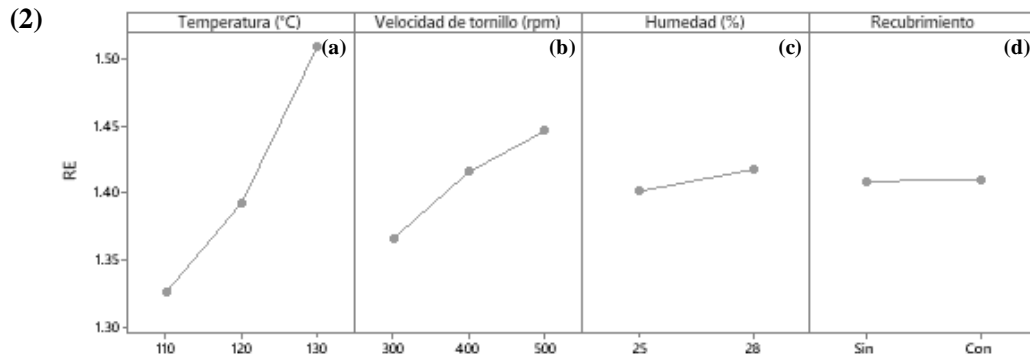 (2)
Temperatura (°C) Velocidad de tornillo (rpm) Humedad (%) Recubrimiento
(a) (b) (c) (d)
1.50
1.45
1.40
1.35
1.30
RE
110 120 130 300 400 500 25 28 Sin Con